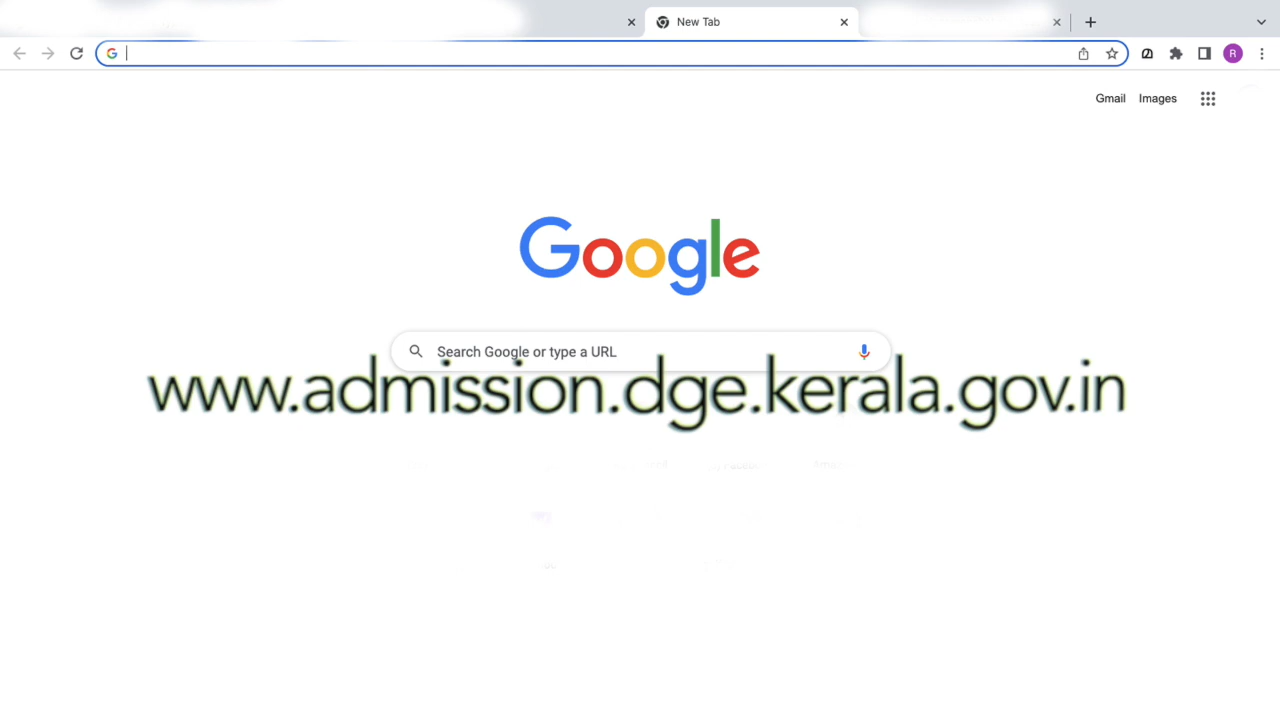 New Tab
G
R
Gmail Images
Google
Search Google or type a URL
www.admission.dge.kerala.gov.in